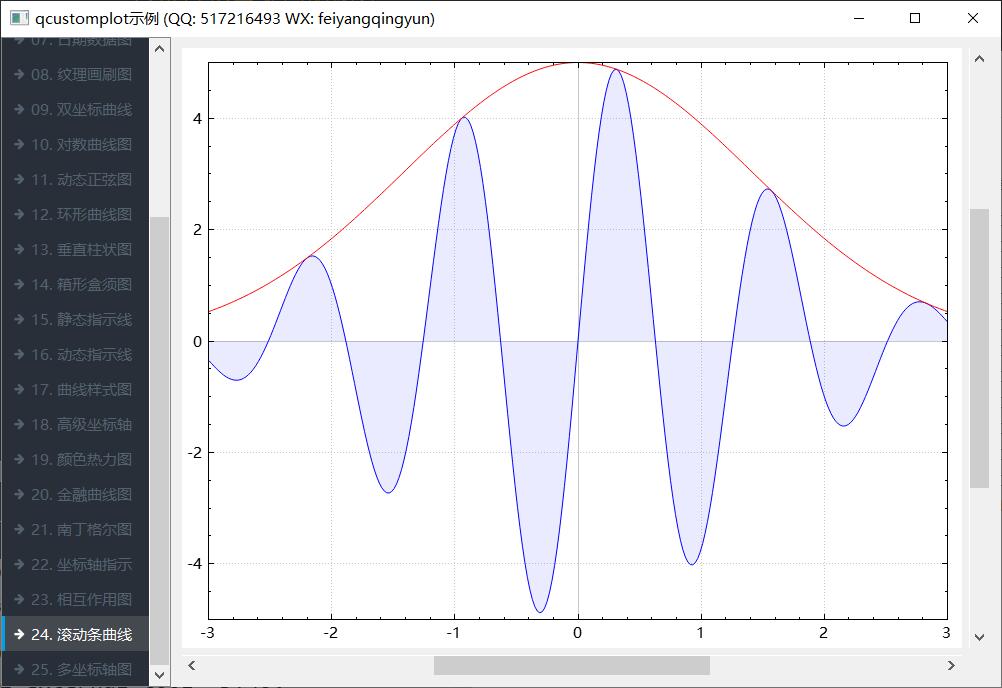 qcustomplot示例 (QQ: 517216493 WX: feiyangqingyun)
07. 日期数据图
08. 纹理画刷图
09. 双坐标曲线
10. 对数曲线图
11. 动态正弦图
12. 环形曲线图
13. 垂直柱状图
14. 箱形盒须图
15. 静态指示线
16. 动态指示线
17. 曲线样式图
18. 高级坐标轴
19. 颜色热力图
20. 金融曲线图
21. 南丁格尔图
22. 坐标轴指示
23. 相互作用图
24. 滚动条曲线
25. 多坐标轴图
4
2
0
-2
-4
-3 -2 -1 0 1 2 3